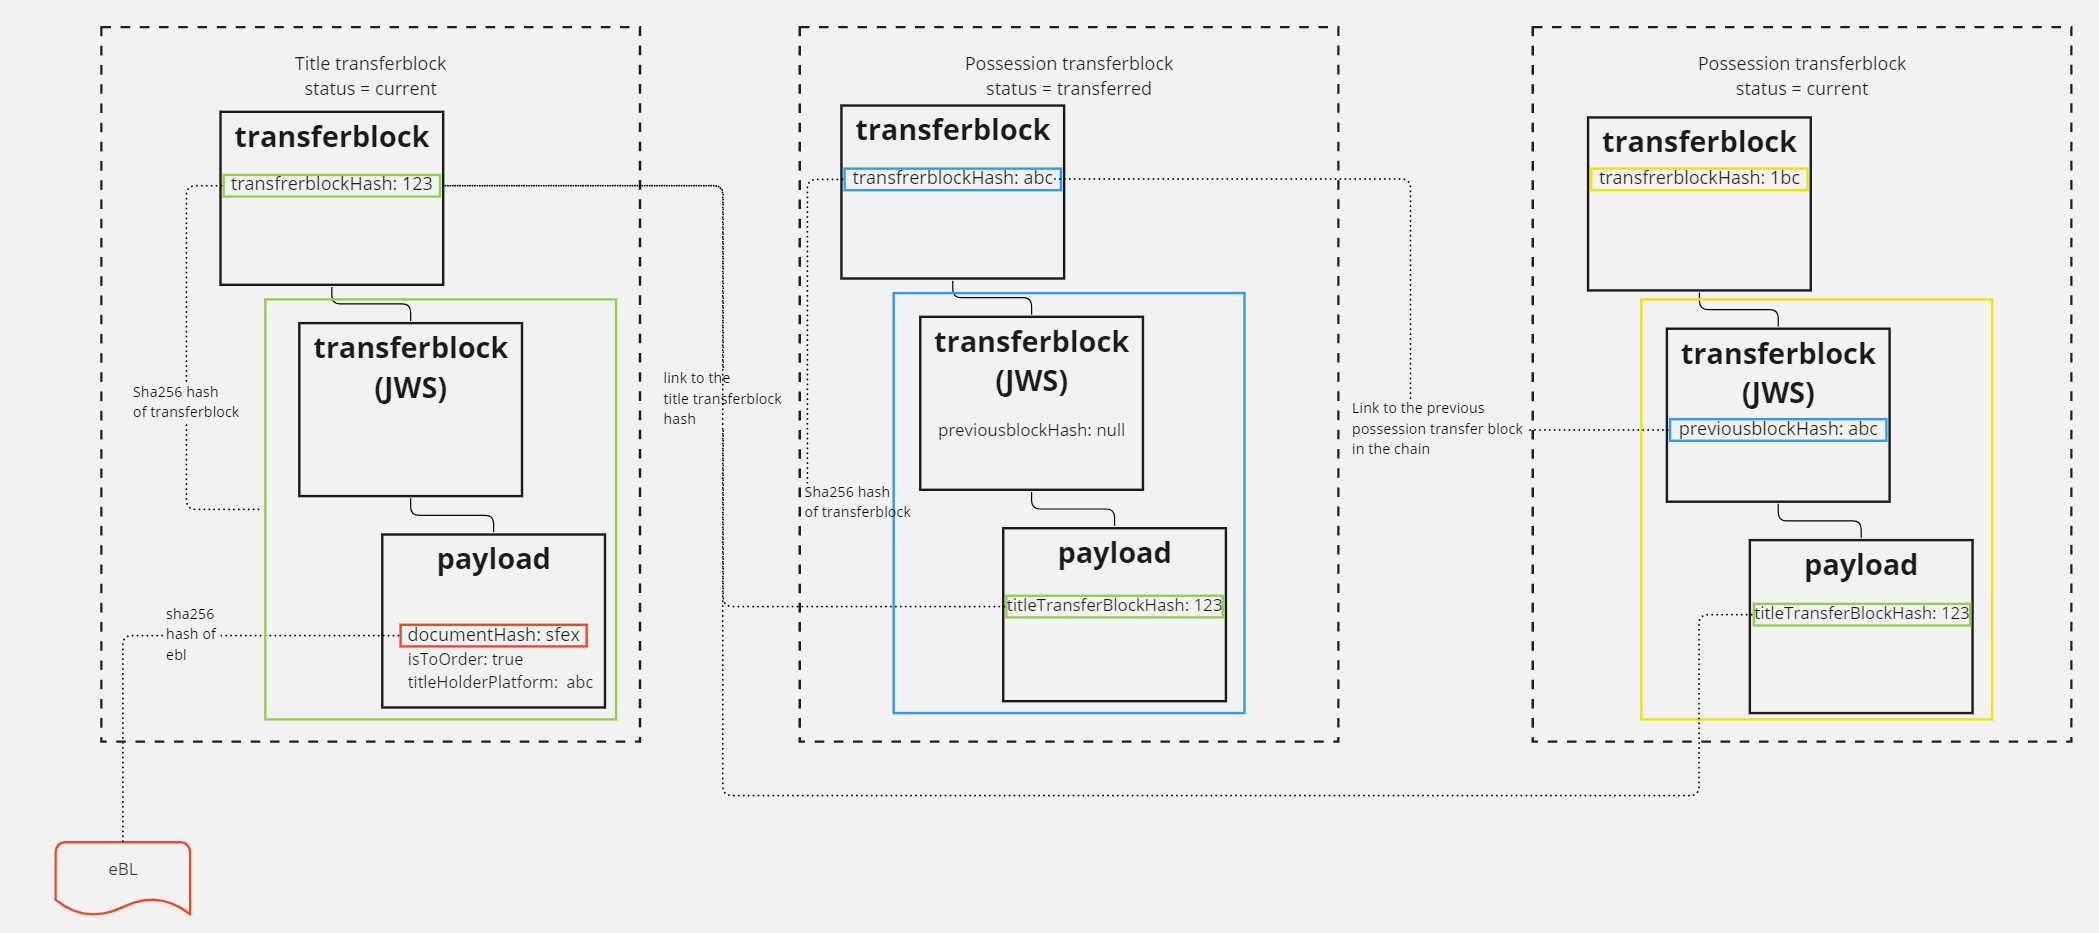 Title transferblock
status = current
transferblock
transfrerblockHash: 123
transferblock
(JWS)
Sha256 hash
of transferblock
payload
sha256
hash of
ebl
documentHash: sfex
isToOrder: true
titleHolderPlatform:  abc
eBL
link to the
title transferblock
hash
Possession transferblock
status = transferred
transferblock
transfrerblockHash: abc
transferblock
(JWS)
previousblockHash: null
Sha256 hash
of transferblock
payload
titleTransferBlockHash: 123
Link to the previous
possession transfer block
in the chain
Possession transferblock
status = current
transferblock
transfrerblockHash: 1bc
transferblock
(JWS)
previousblockHash: abc
payload
titleTransferBlockHash: 123